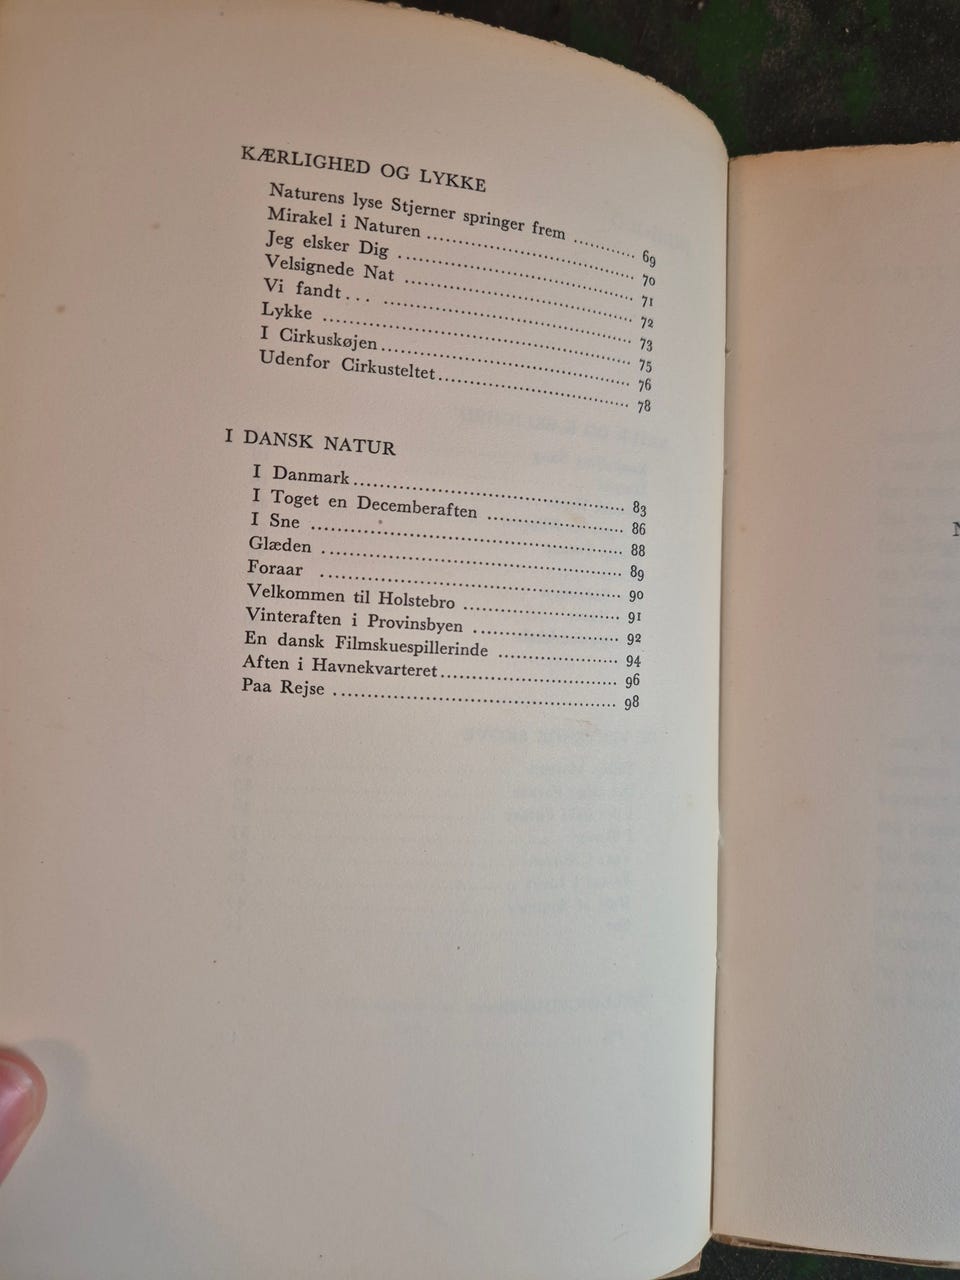 KÆRLIGHED OG LYKKE
Naturens lyse Stjerner springer frem ........... 69
Mirakel i Naturen .................................. 70
Jeg elsker Dig ....................................... 71
Velsignede Nat ..................................... 72
Vi fandt... ......................................... 73
Lykke ................................................ 75
I Cirkuskøjen........................................ 76
Udenfor Cirkusteltet............................... 78
I DANSK NATUR
I Danmark.......................................... 83
I Toget en Decemberaften ...................... 86
I Sne ................................................ 88
Glæden .............................................. 89
Foraar .............................................. 90
Velkommen til Holstebro ......................... 91
Vinteraften i Provinsbyen ....................... 92
En dansk Filmskuespillerinde .................. 94
Aften i Havnekvarteret............................ 96
Paa Rejse ............................................ 98